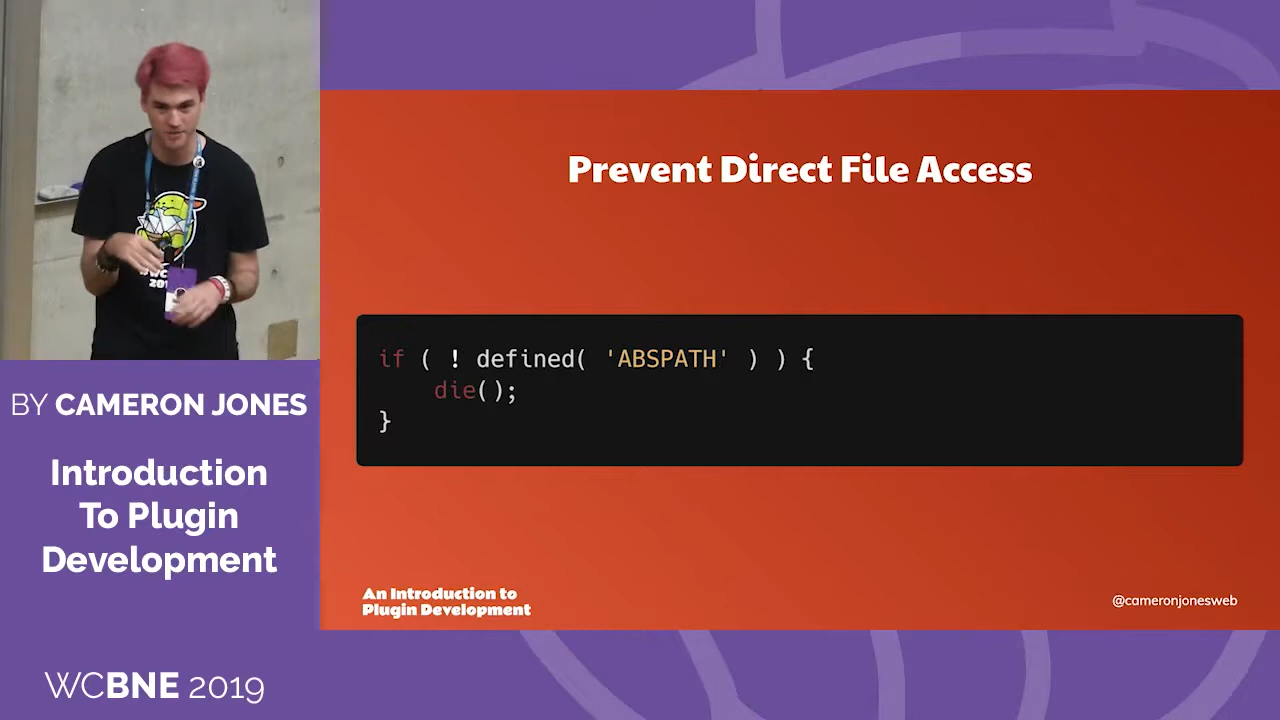 Prevent Direct File Access
if ( ! defined( 'ABSPATH' ) ) {
    die();
}
An Introduction to
Plugin Development
@cameronjonesweb
BY CAMERON JONES
Introduction
To Plugin
Development
WCBNE 2019